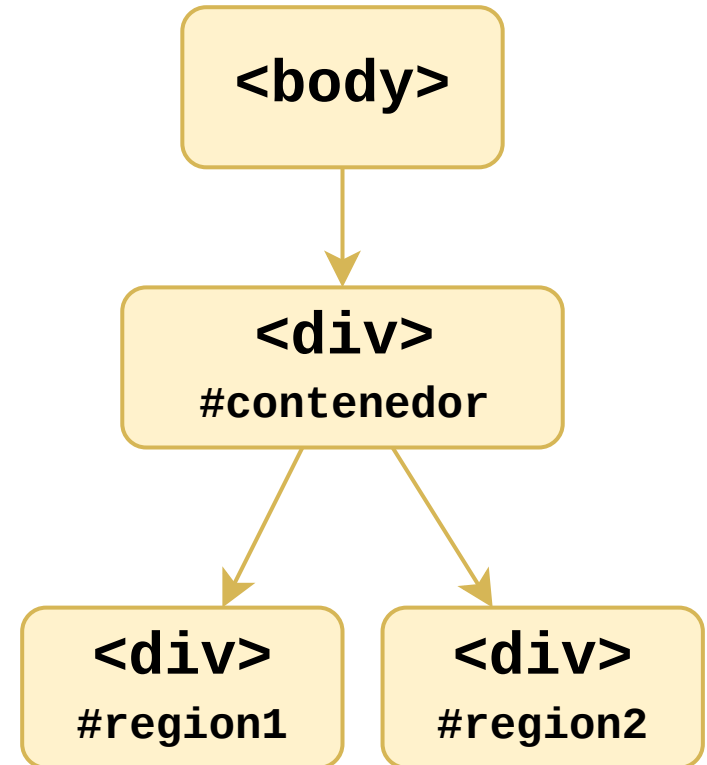 <body>
<div>
#contenedor
<div>
#region1
<div>
#region2